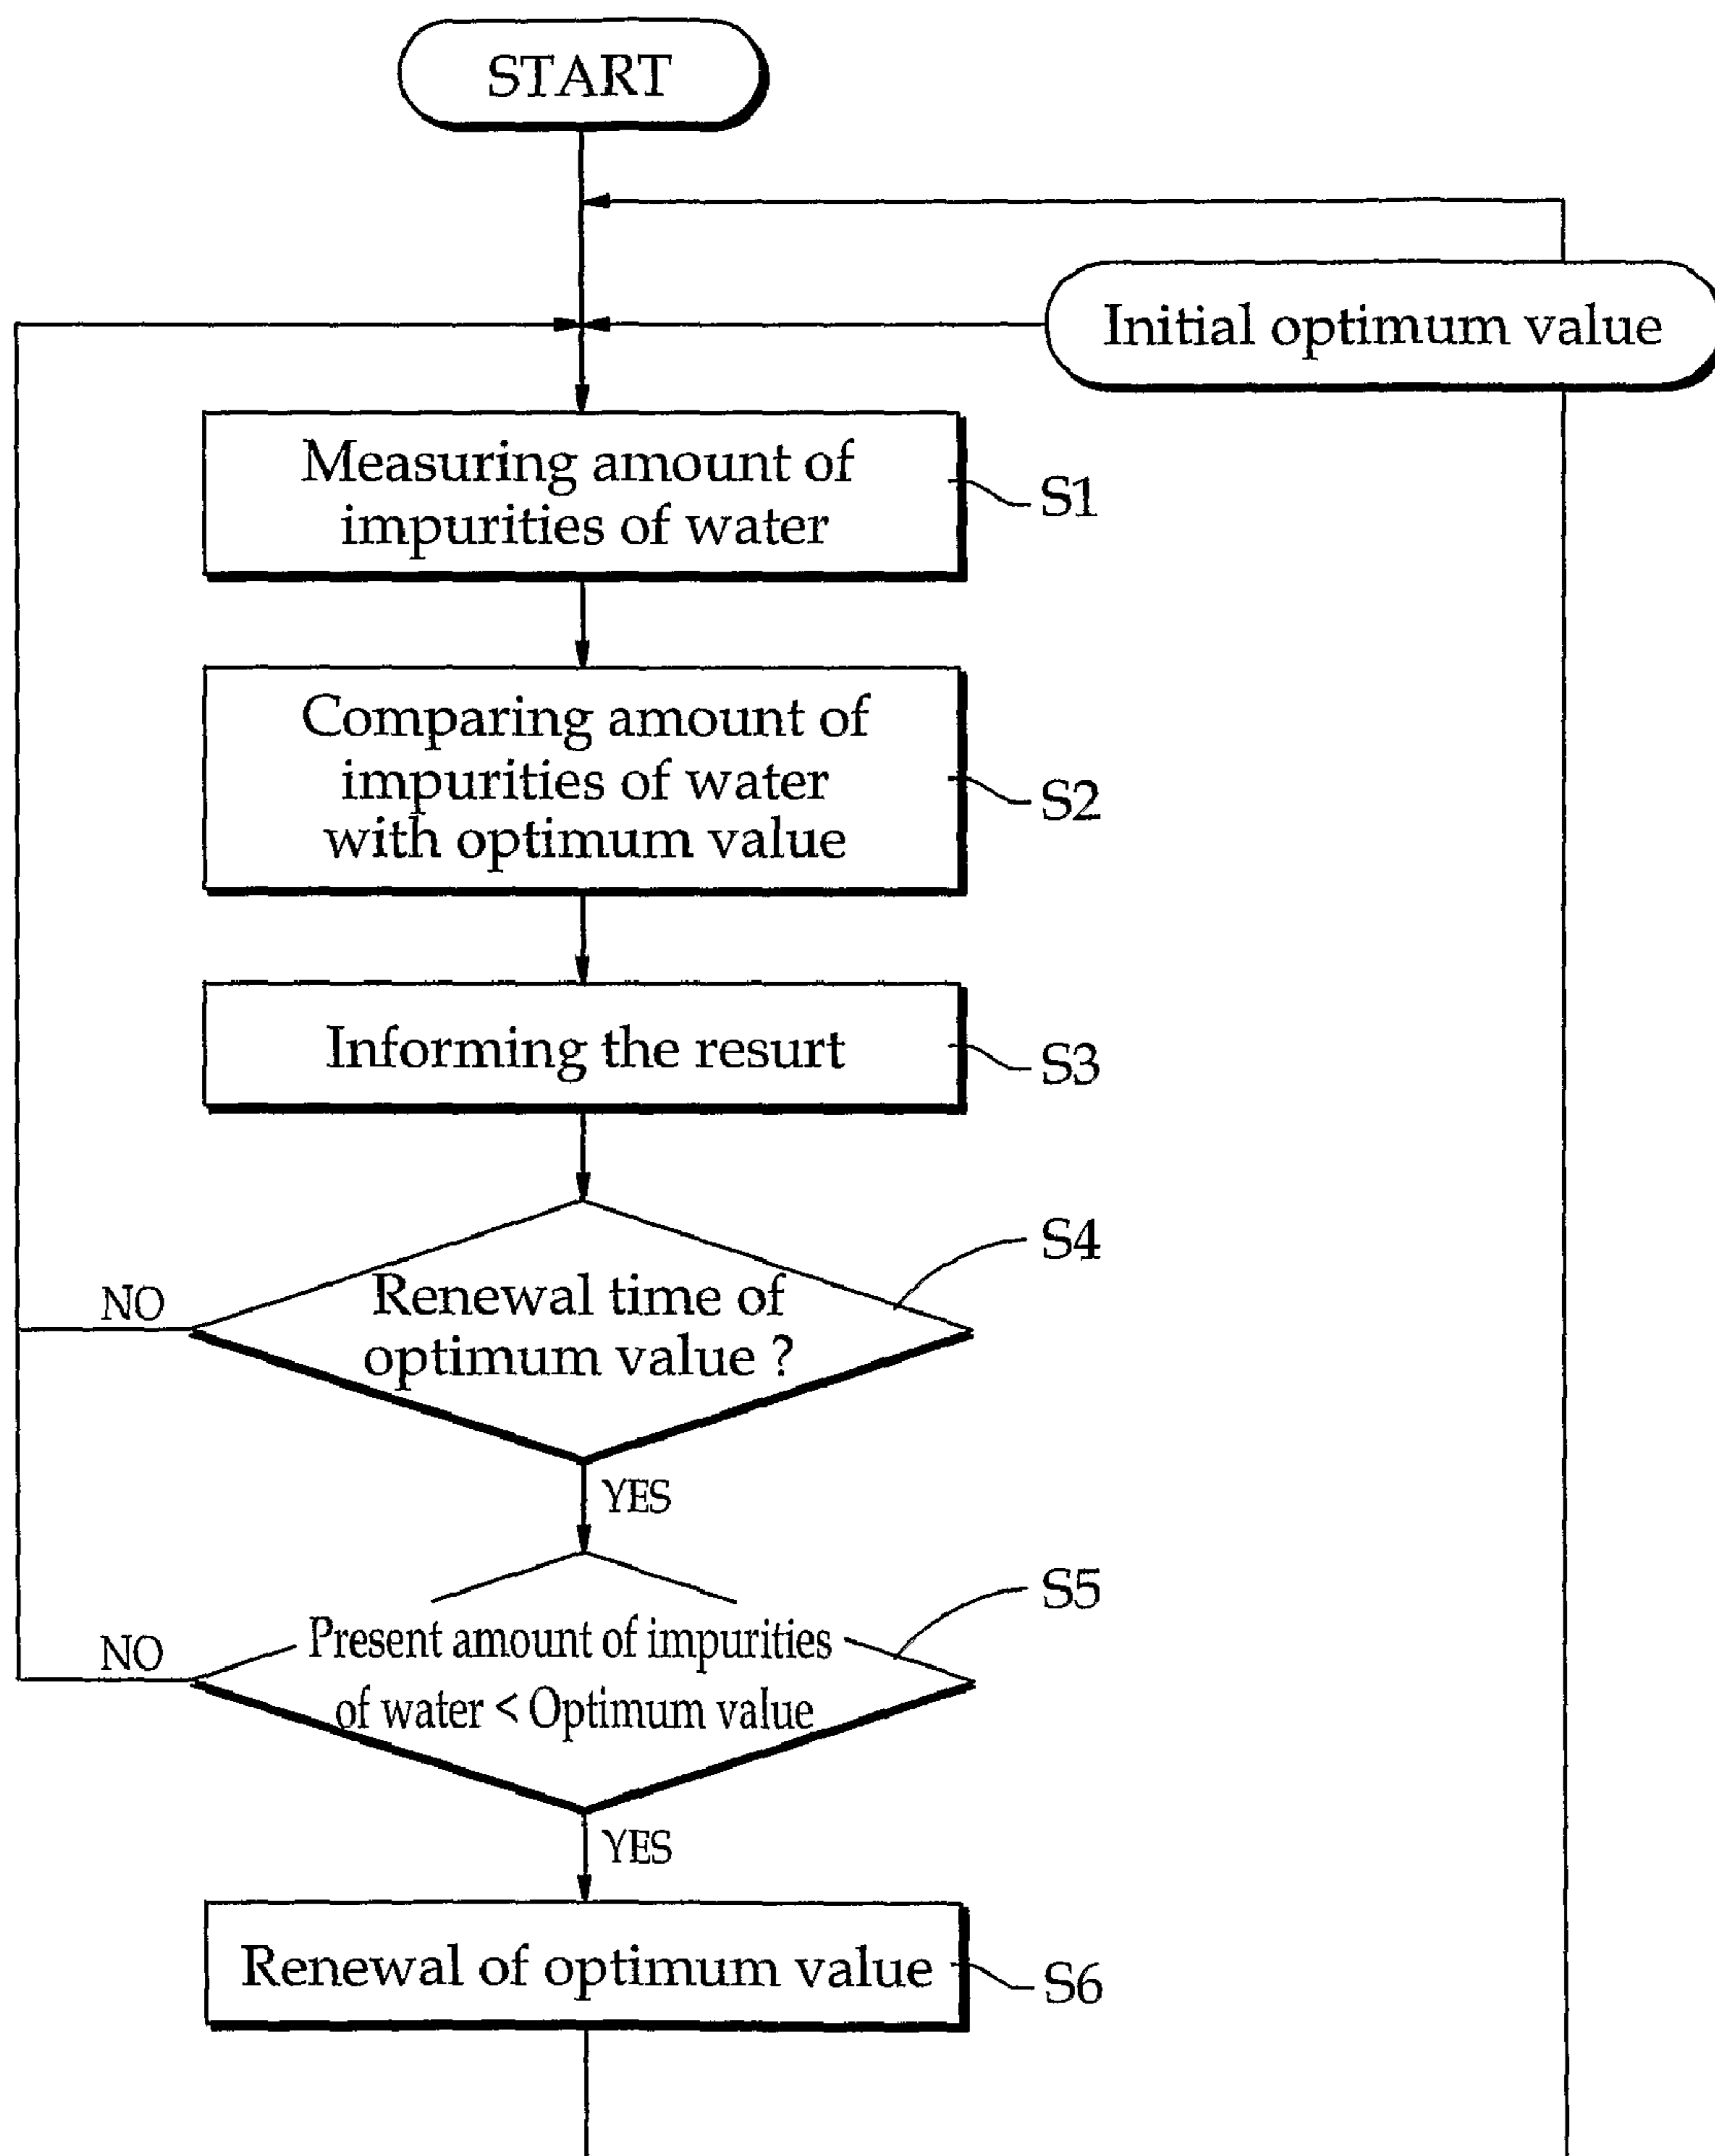 START
Initial optimum value
Measuring amount of
impurities of water
S1
Comparing amount of
impurities of water
with optimum value
S2
Informing the resurt
S3
Renewal time of
optimum value ?
S4
NO
YES
Present amount of impurities
of water < Optimum value
S5
NO
YES
Renewal of optimum value
S6